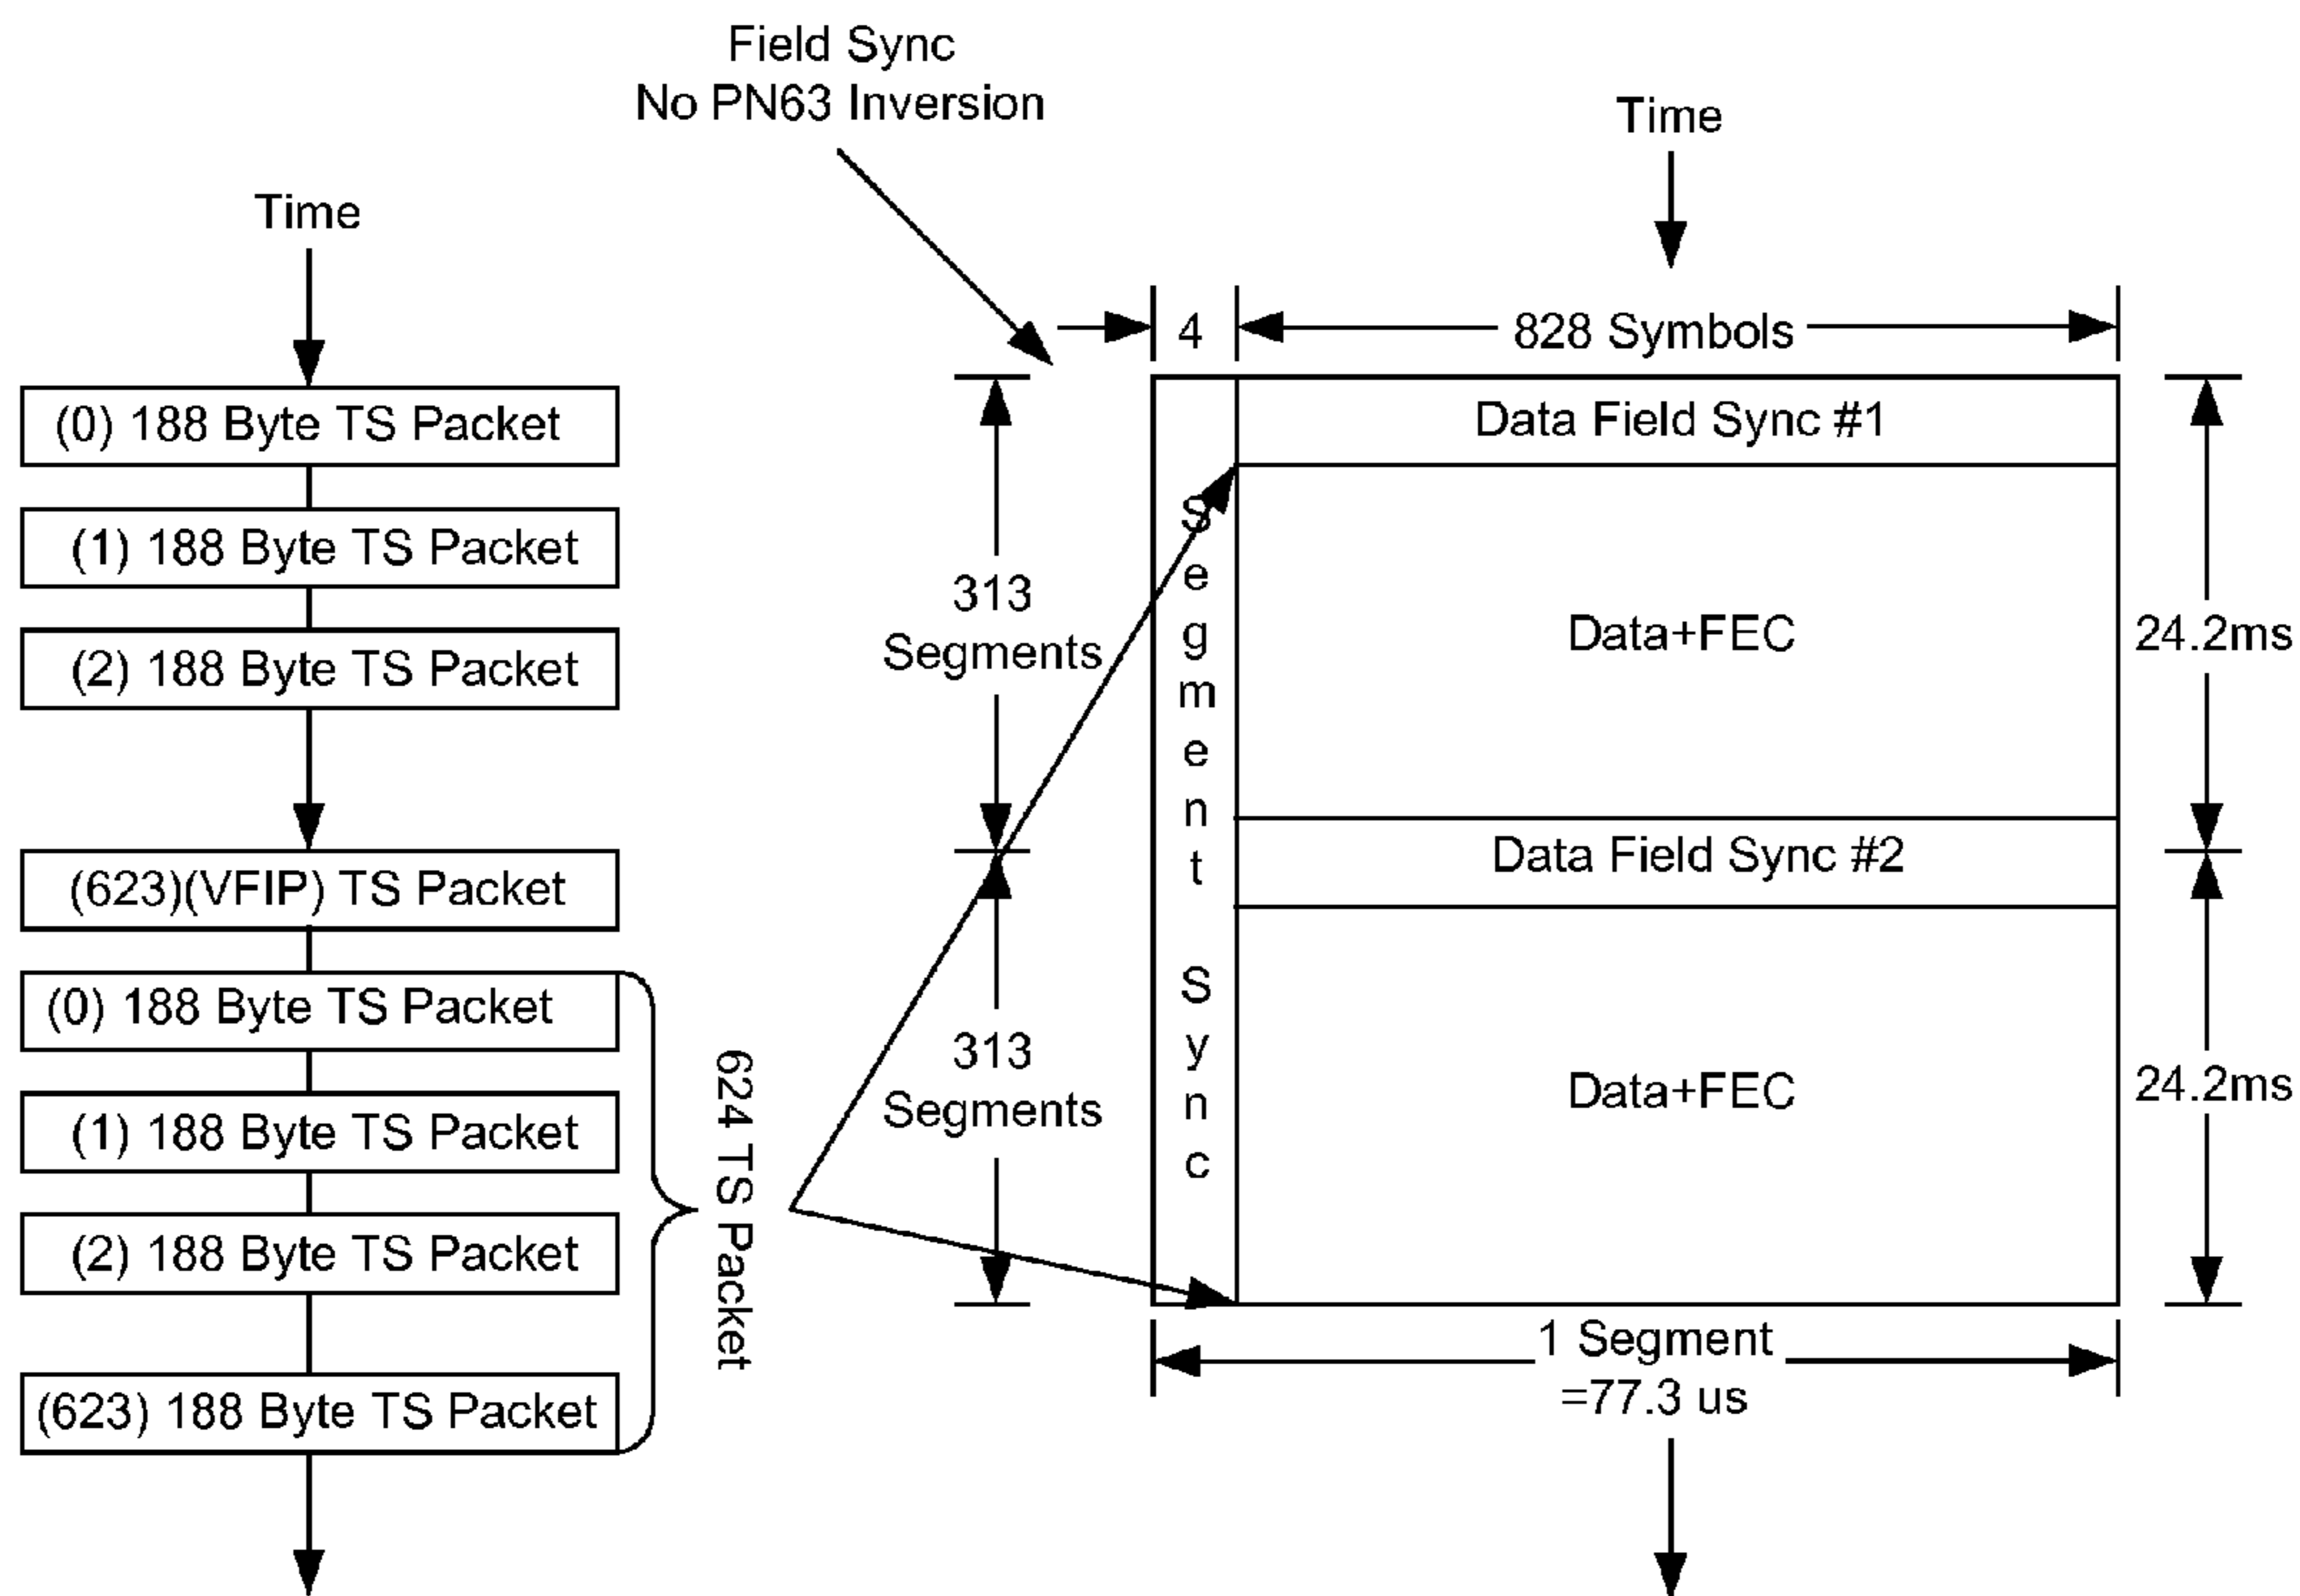 Field Sync
No PN63 Inversion
Time
Time
4
828 Symbols
(0) 188 Byte TS Packet
(1) 188 Byte TS Packet
(2) 188 Byte TS Packet
(623)(VFIP) TS Packet
(0) 188 Byte TS Packet
(1) 188 Byte TS Packet
(2) 188 Byte TS Packet
(623) 188 Byte TS Packet
624 TS Packet
313
Segments
313
Segments
Segment Sync
Data Field Sync #1
Data+FEC
Data Field Sync #2
Data+FEC
24.2ms
24.2ms
1 Segment
=77.3 us